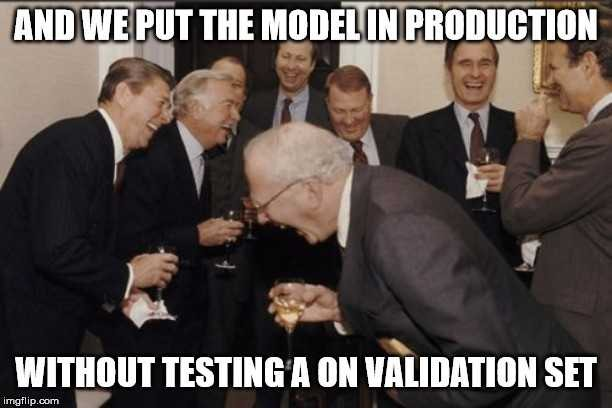 AND WE PUT THE MODEL IN PRODUCTION
WITHOUT TESTING A ON VALIDATION SET
imgflip.com